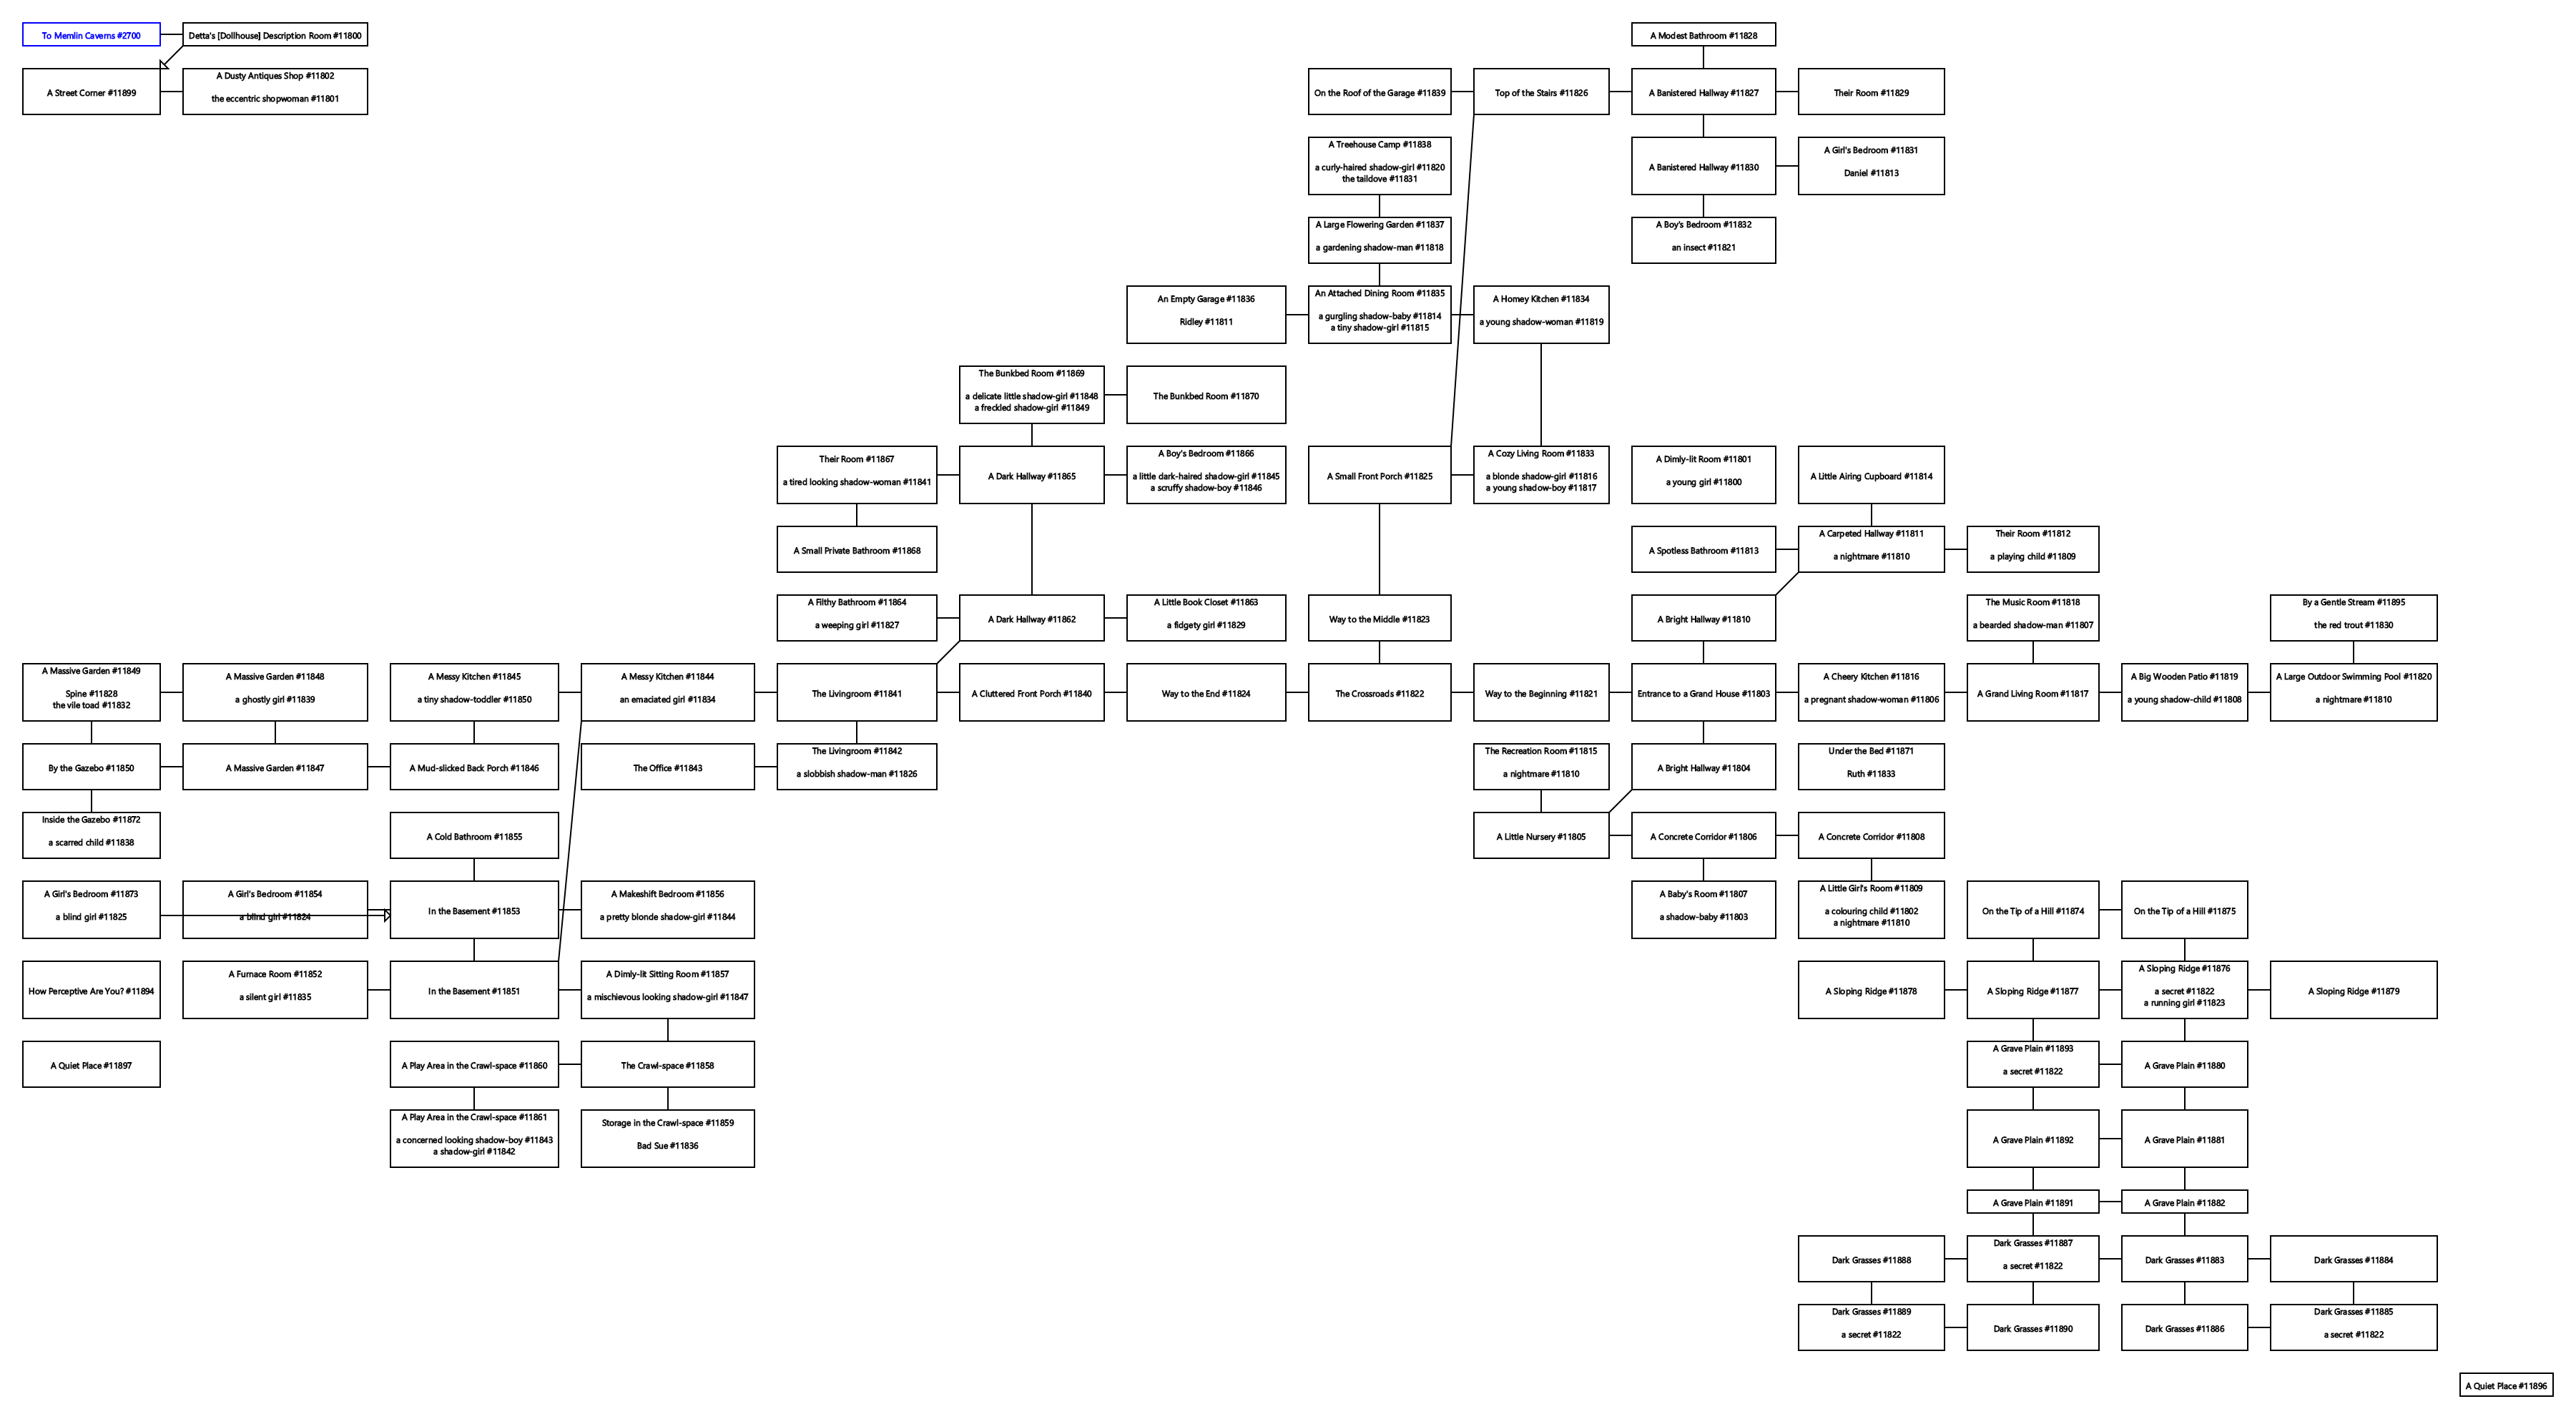 To Memlin Caverns #2700
Detta's [Dollhouse] Description Room #11800
A Modest Bathroom #11828
A Street Corner #11899
A Dusty Antiques Shop #11802
the eccentric shopwoman #11801
On the Roof of the Garage #11839
Top of the Stairs #11826
A Banistered Hallway #11827
Their Room #11829
A Treehouse Camp #11838
a curly-haired shadow-girl #11820
the taildove #11831
A Banistered Hallway #11830
A Girl's Bedroom #11831
Daniel #11813
A Large Flowering Garden #11837
a gardening shadow-man #11818
A Boy's Bedroom #11832
an insect #11821
An Empty Garage #11836
Ridley #11811
An Attached Dining Room #11835
a gurgling shadow-baby #11814
a tiny shadow-girl #11815
A Homey Kitchen #11834
a young shadow-woman #11819
The Bunkbed Room #11869
a delicate little shadow-girl #11848
a freckled shadow-girl #11849
The Bunkbed Room #11870
Their Room #11867
a tired looking shadow-woman #11841
A Dark Hallway #11865
A Boy's Bedroom #11866
a little dark-haired shadow-girl #11845
a scruffy shadow-boy #11846
A Small Front Porch #11825
A Cozy Living Room #11833
a blonde shadow-girl #11816
a young shadow-boy #11817
A Dimly-lit Room #11801
a young girl #11800
A Little Airing Cupboard #11814
A Small Private Bathroom #11868
A Spotless Bathroom #11813
A Carpeted Hallway #11811
a nightmare #11810
Their Room #11812
a playing child #11809
A Filthy Bathroom #11864
a weeping girl #11827
A Dark Hallway #11862
A Little Book Closet #11863
a fidgety girl #11829
Way to the Middle #11823
A Bright Hallway #11810
The Music Room #11818
a bearded shadow-man #11807
By a Gentle Stream #11895
the red trout #11830
A Massive Garden #11849
Spine #11828
the vile toad #11832
A Massive Garden #11848
a ghostly girl #11839
A Messy Kitchen #11845
a tiny shadow-toddler #11850
A Messy Kitchen #11844
an emaciated girl #11834
The Livingroom #11841
A Cluttered Front Porch #11840
Way to the End #11824
The Crossroads #11822
Way to the Beginning #11821
Entrance to a Grand House #11803
A Cheery Kitchen #11816
a pregnant shadow-woman #11806
A Grand Living Room #11817
A Big Wooden Patio #11819
a young shadow-child #11808
A Large Outdoor Swimming Pool #11820
a nightmare #11810
By the Gazebo #11850
A Massive Garden #11847
A Mud-slicked Back Porch #11846
The Office #11843
The Livingroom #11842
a slobbish shadow-man #11826
The Recreation Room #11815
a nightmare #11810
A Bright Hallway #11804
Under the Bed #11871
Ruth #11833
Inside the Gazebo #11872
a scarred child #11838
A Cold Bathroom #11855
A Little Nursery #11805
A Concrete Corridor #11806
A Concrete Corridor #11808
A Girl's Bedroom #11873
a blind girl #11825
A Girl's Bedroom #11854
a blind girl #11824
In the Basement #11853
A Makeshift Bedroom #11856
a pretty blonde shadow-girl #11844
A Baby's Room #11807
a shadow-baby #11803
A Little Girl's Room #11809
a colouring child #11802
a nightmare #11810
On the Tip of a Hill #11874
On the Tip of a Hill #11875
How Perceptive Are You? #11894
A Furnace Room #11852
a silent girl #11835
In the Basement #11851
A Dimly-lit Sitting Room #11857
a mischievous looking shadow-girl #11847
A Sloping Ridge #11878
A Sloping Ridge #11877
A Sloping Ridge #11876
a secret #11822
a running girl #11823
A Sloping Ridge #11879
A Quiet Place #11897
A Play Area in the Crawl-space #11860
The Crawl-space #11858
A Grave Plain #11893
a secret #11822
A Grave Plain #11880
A Play Area in the Crawl-space #11861
a concerned looking shadow-boy #11843
a shadow-girl #11842
Storage in the Crawl-space #11859
Bad Sue #11836
A Grave Plain #11892
A Grave Plain #11881
A Grave Plain #11891
A Grave Plain #11882
Dark Grasses #11888
Dark Grasses #11887
a secret #11822
Dark Grasses #11883
Dark Grasses #11884
Dark Grasses #11889
a secret #11822
Dark Grasses #11890
Dark Grasses #11886
Dark Grasses #11885
a secret #11822
A Quiet Place #11896